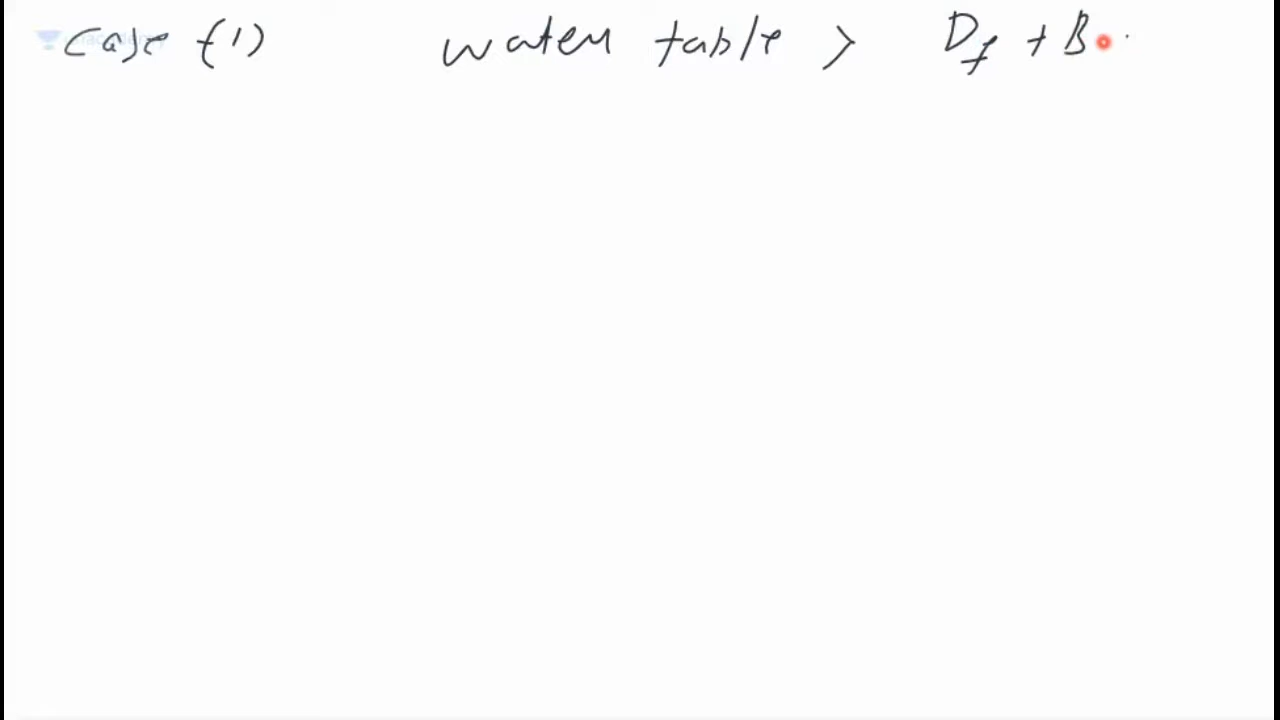 Case (1) water table > Df + B.